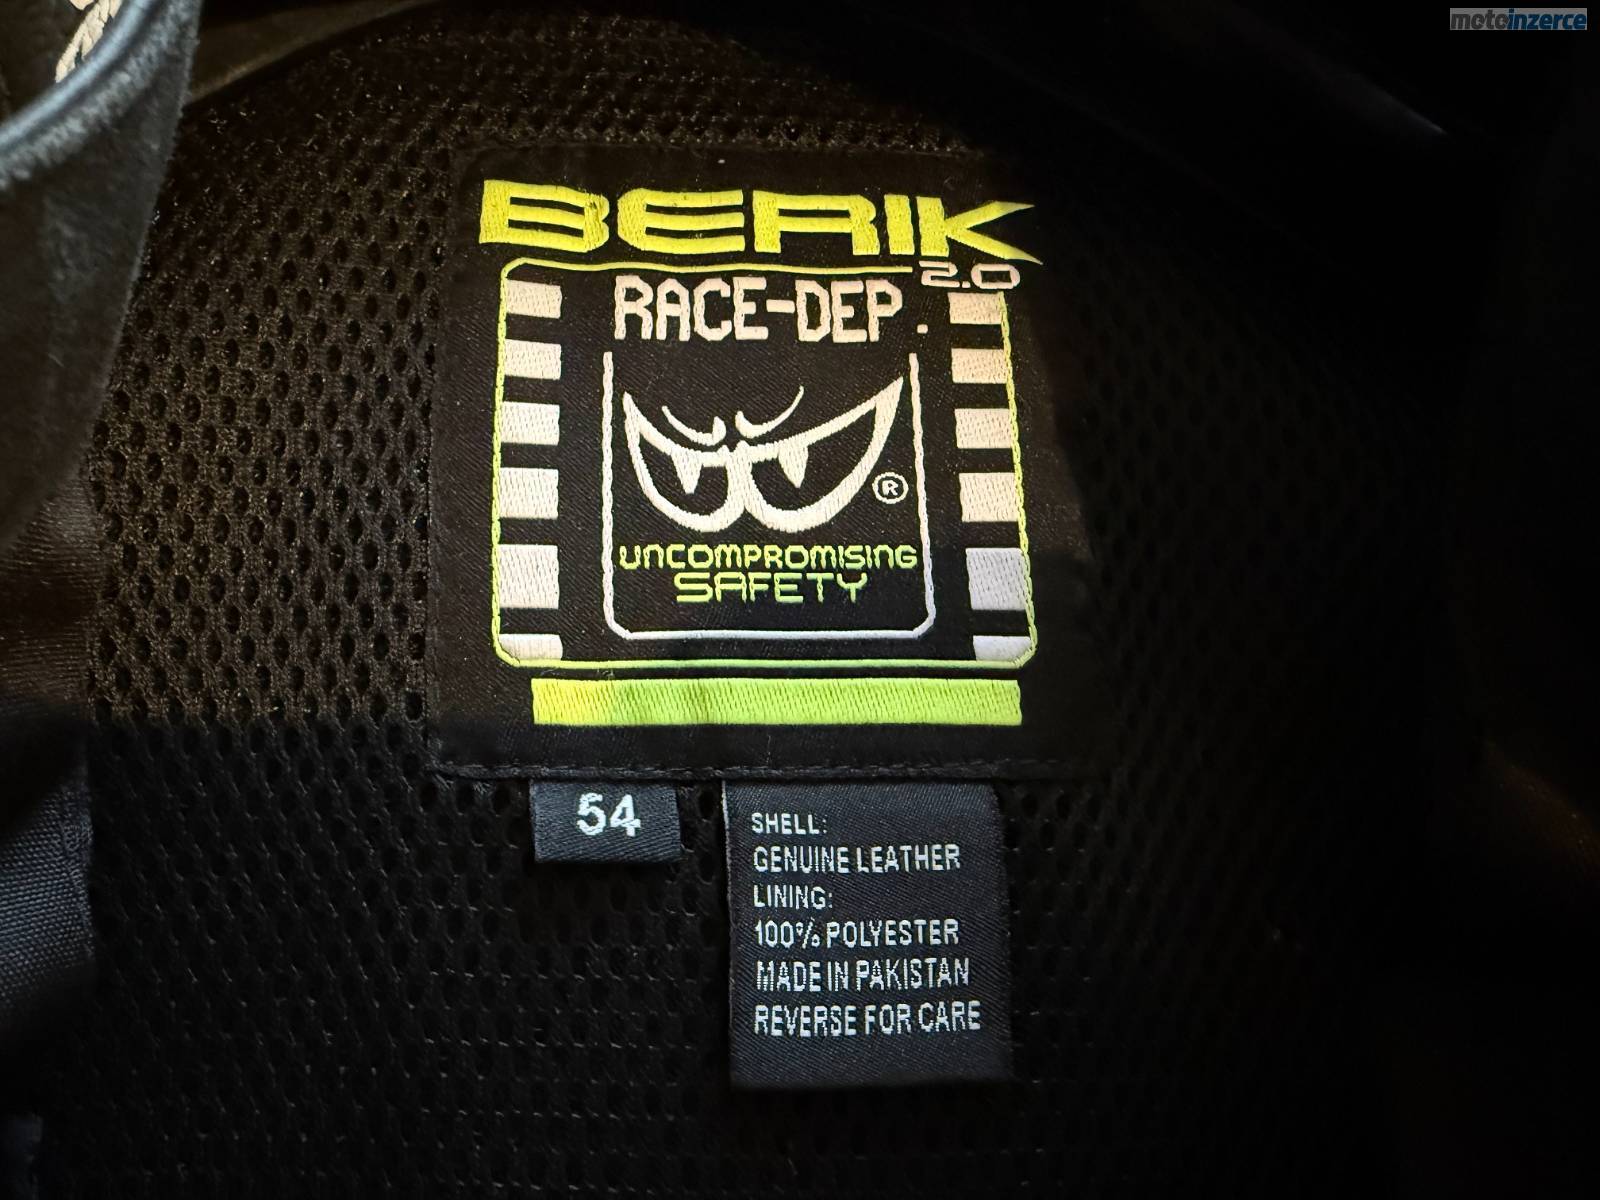 motoinzerce
BERIK
2.0
RACE-DEP.
®
UNCOMPROMISING
SAFETY
54
SHELL:
GENUINE LEATHER
LINING:
100% POLYESTER
MADE IN PAKISTAN
REVERSE FOR CARE